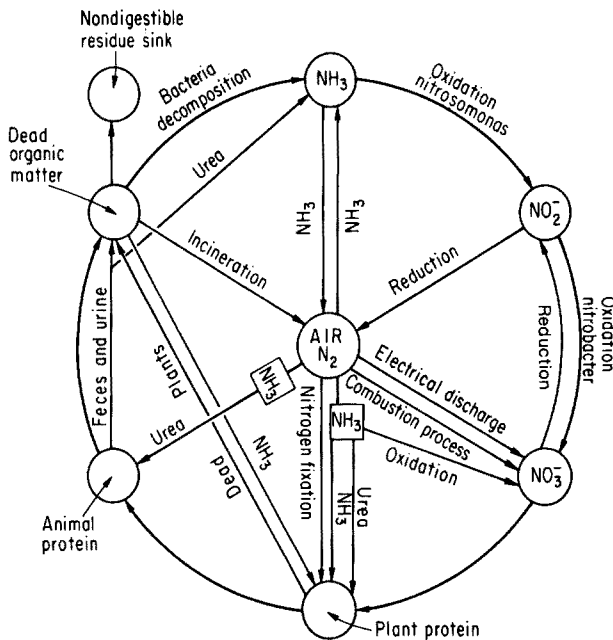 Nondigestible
residue sink
Bacteria
decomposition
NH3
Oxidation
nitrosomonas
Dead
organic
matter
Urea
NH3
NH3
NO2-
Incineration
Reduction
AIR
N2
Feces and urine
Plants
Dead
NH3
Urea
NH3
Nitrogen fixation
NH3
Electrical discharge
Combustion process
Oxidation
Reduction
Oxidation
nitrobacter
NO3-
Urea
NH3
Animal
protein
Plant protein